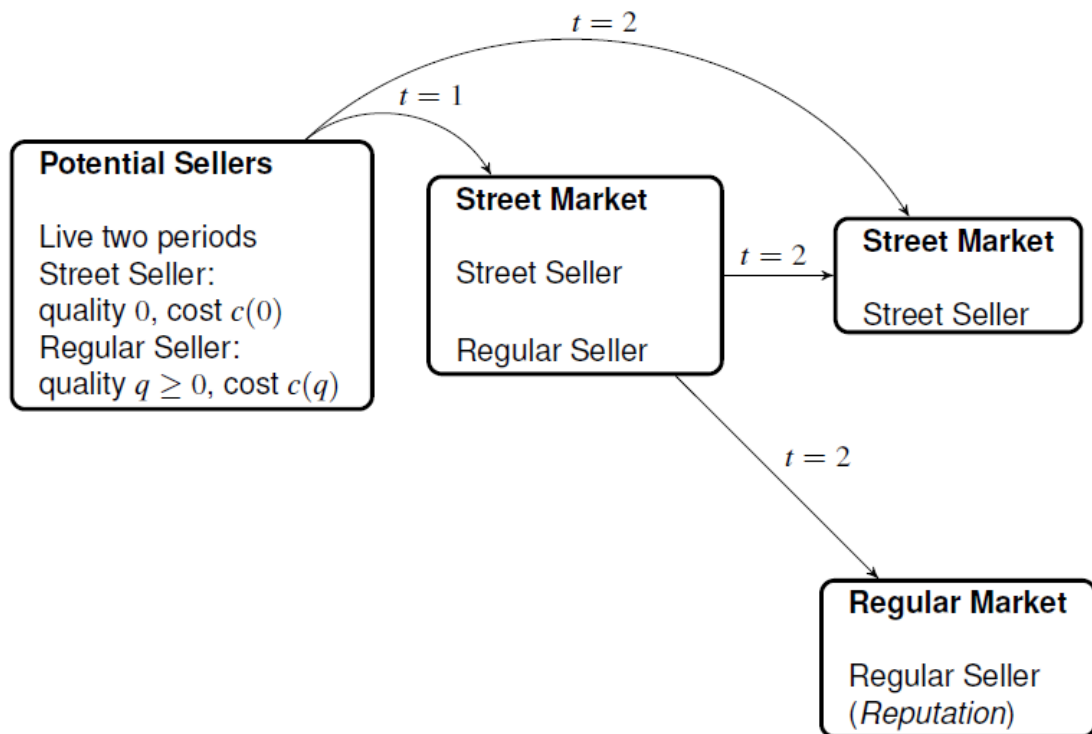 t = 2
t = 1
Potential Sellers
Live two periods
Street Seller:
quality 0, cost c(0)
Regular Seller:
quality q ≥ 0, cost c(q)
Street Market
Street Seller
Regular Seller
t = 2
Street Market
Street Seller
t = 2
Regular Market
Regular Seller
(Reputation)